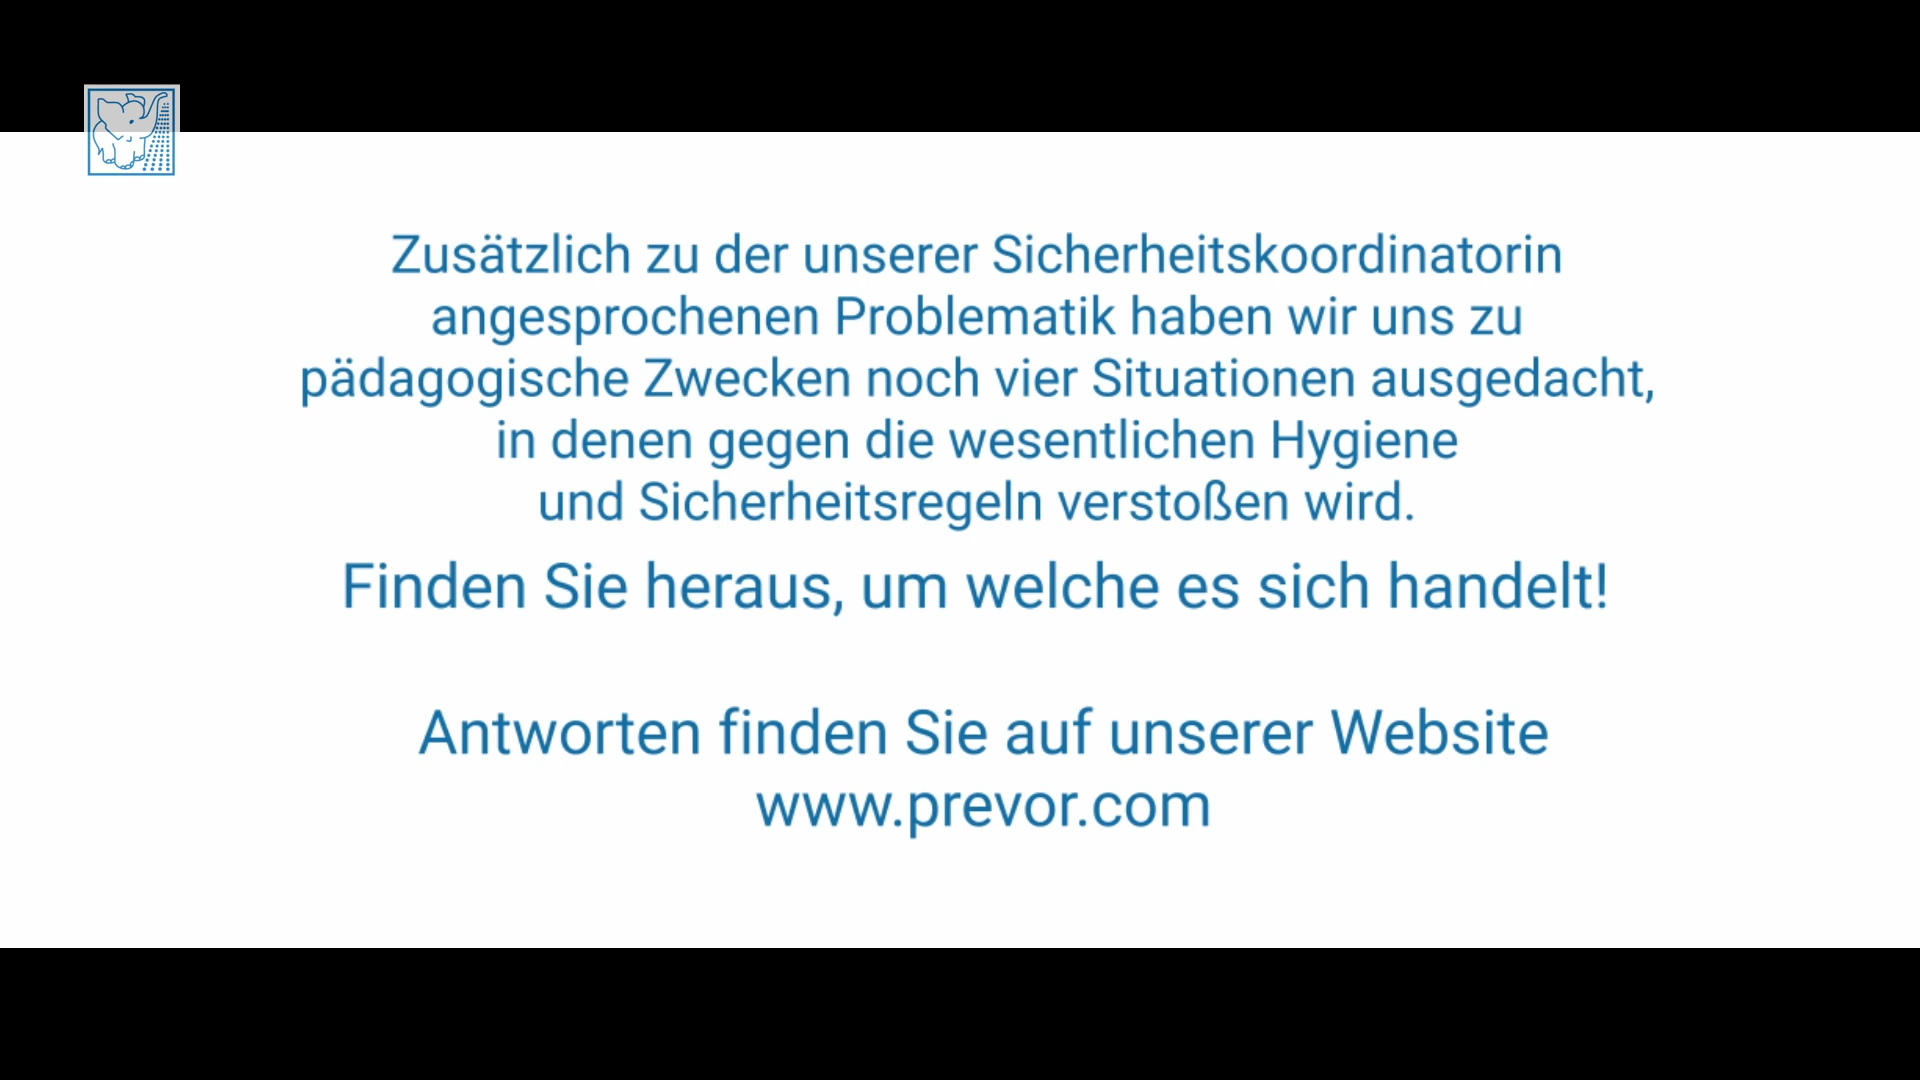 Zusätzlich zu der unserer Sicherheitskoordinatorin
angesprochenen Problematik haben wir uns zu
pädagogische Zwecken noch vier Situationen ausgedacht,
in denen gegen die wesentlichen Hygiene
und Sicherheitsregeln verstoßen wird.
Finden Sie heraus, um welche es sich handelt!
Antworten finden Sie auf unserer Website
www.prevor.com